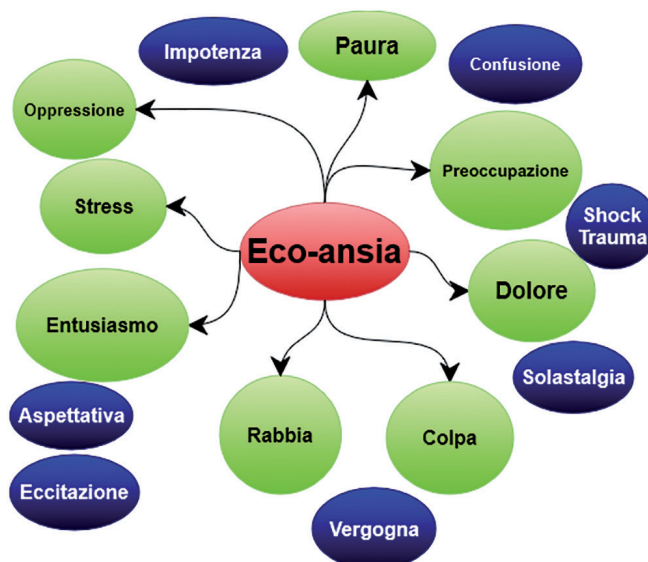 Impotenza
Paura
Confusione
Oppressione
Preoccupazione
Stress
Shock
Trauma
Eco-ansia
Dolore
Entusiasmo
Solastalgia
Aspettativa
Rabbia
Colpa
Eccitazione
Vergogna